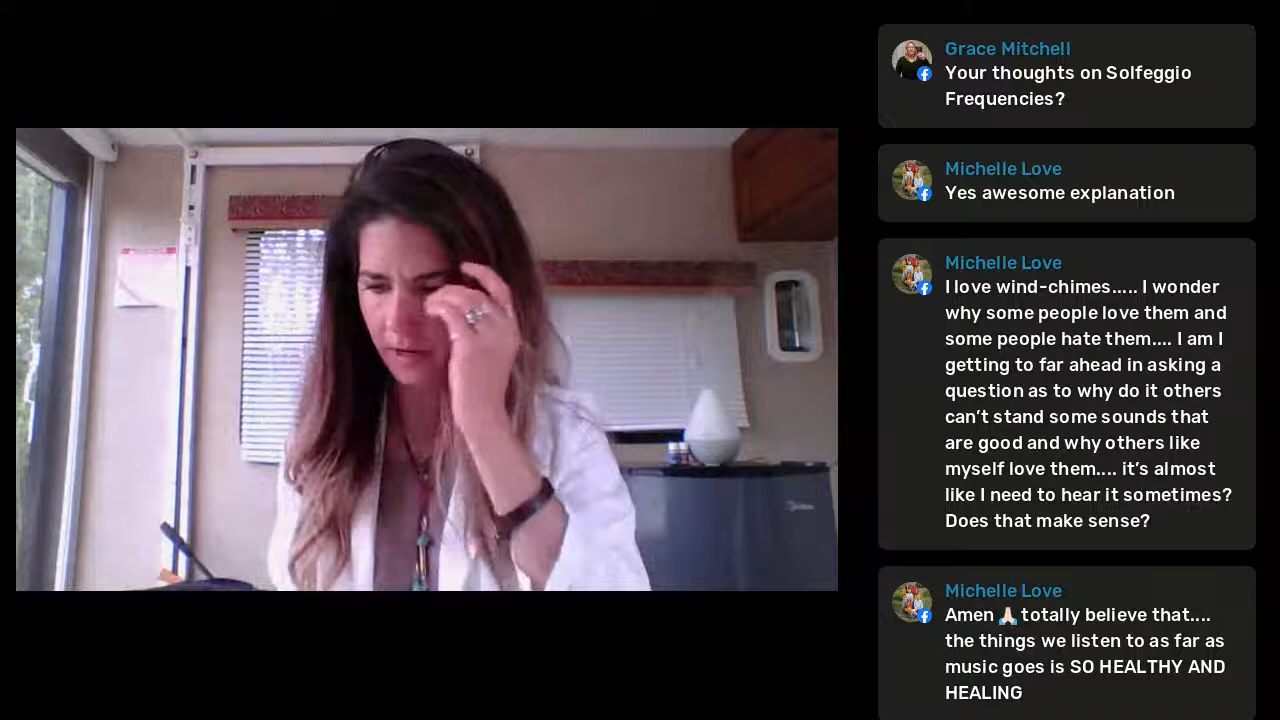 Grace Mitchell
Your thoughts on Solfeggio
Frequencies?
Michelle Love
Yes awesome explanation
Michelle Love
I love wind-chimes..... I wonder
why some people love them and
some people hate them.... I am I
getting to far ahead in asking a
question as to why do it others
can’t stand some sounds that
are good and why others like
myself love them.... it’s almost
like I need to hear it sometimes?
Does that make sense?
Michelle Love
Amen 🙏🏻 totally believe that....
the things we listen to as far as
music goes is SO HEALTHY AND
HEALING
Midea